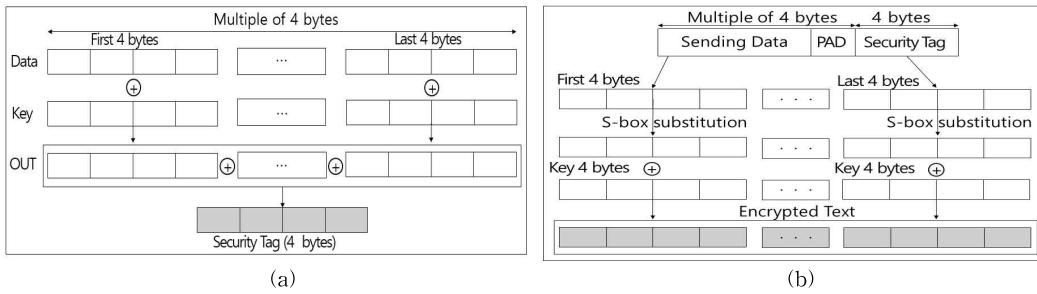 Multiple of 4 bytes
First 4 bytes
Last 4 bytes
Data
...
Key
OUT
...
Security Tag (4 bytes)
(a)
Multiple of 4 bytes
4 bytes
Sending Data
PAD
Security Tag
First 4 bytes
Last 4 bytes
. . .
S-box substitution
S-box substitution
. . .
Key 4 bytes
Key 4 bytes
Encrypted Text
. . .
(b)